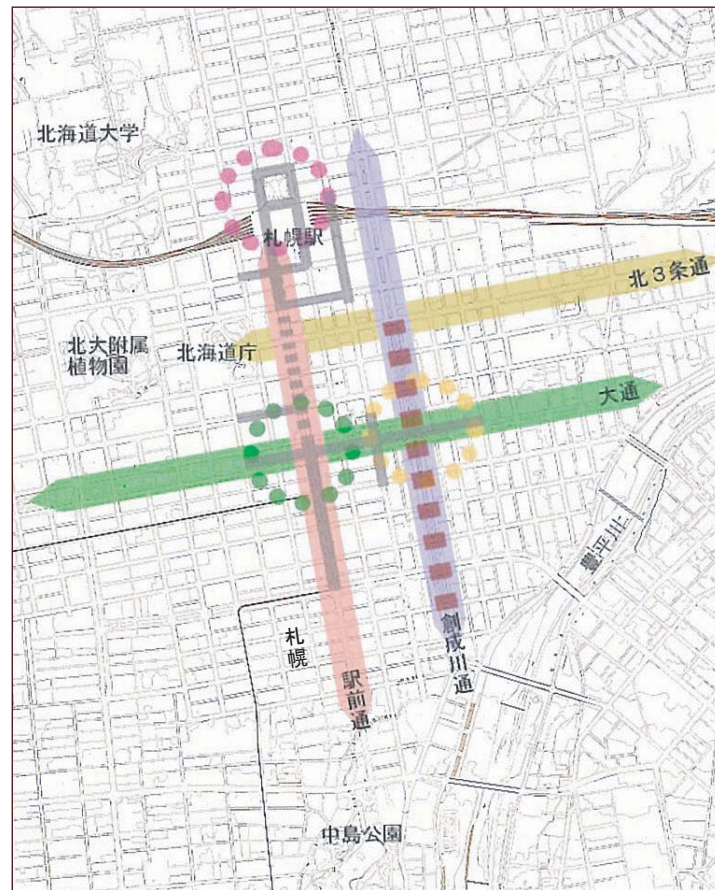 北海道大学
札幌駅
北3条通
北大附属
植物園
北海道庁
大通
豊平川
札幌
駅前通
創成川通
中島公園